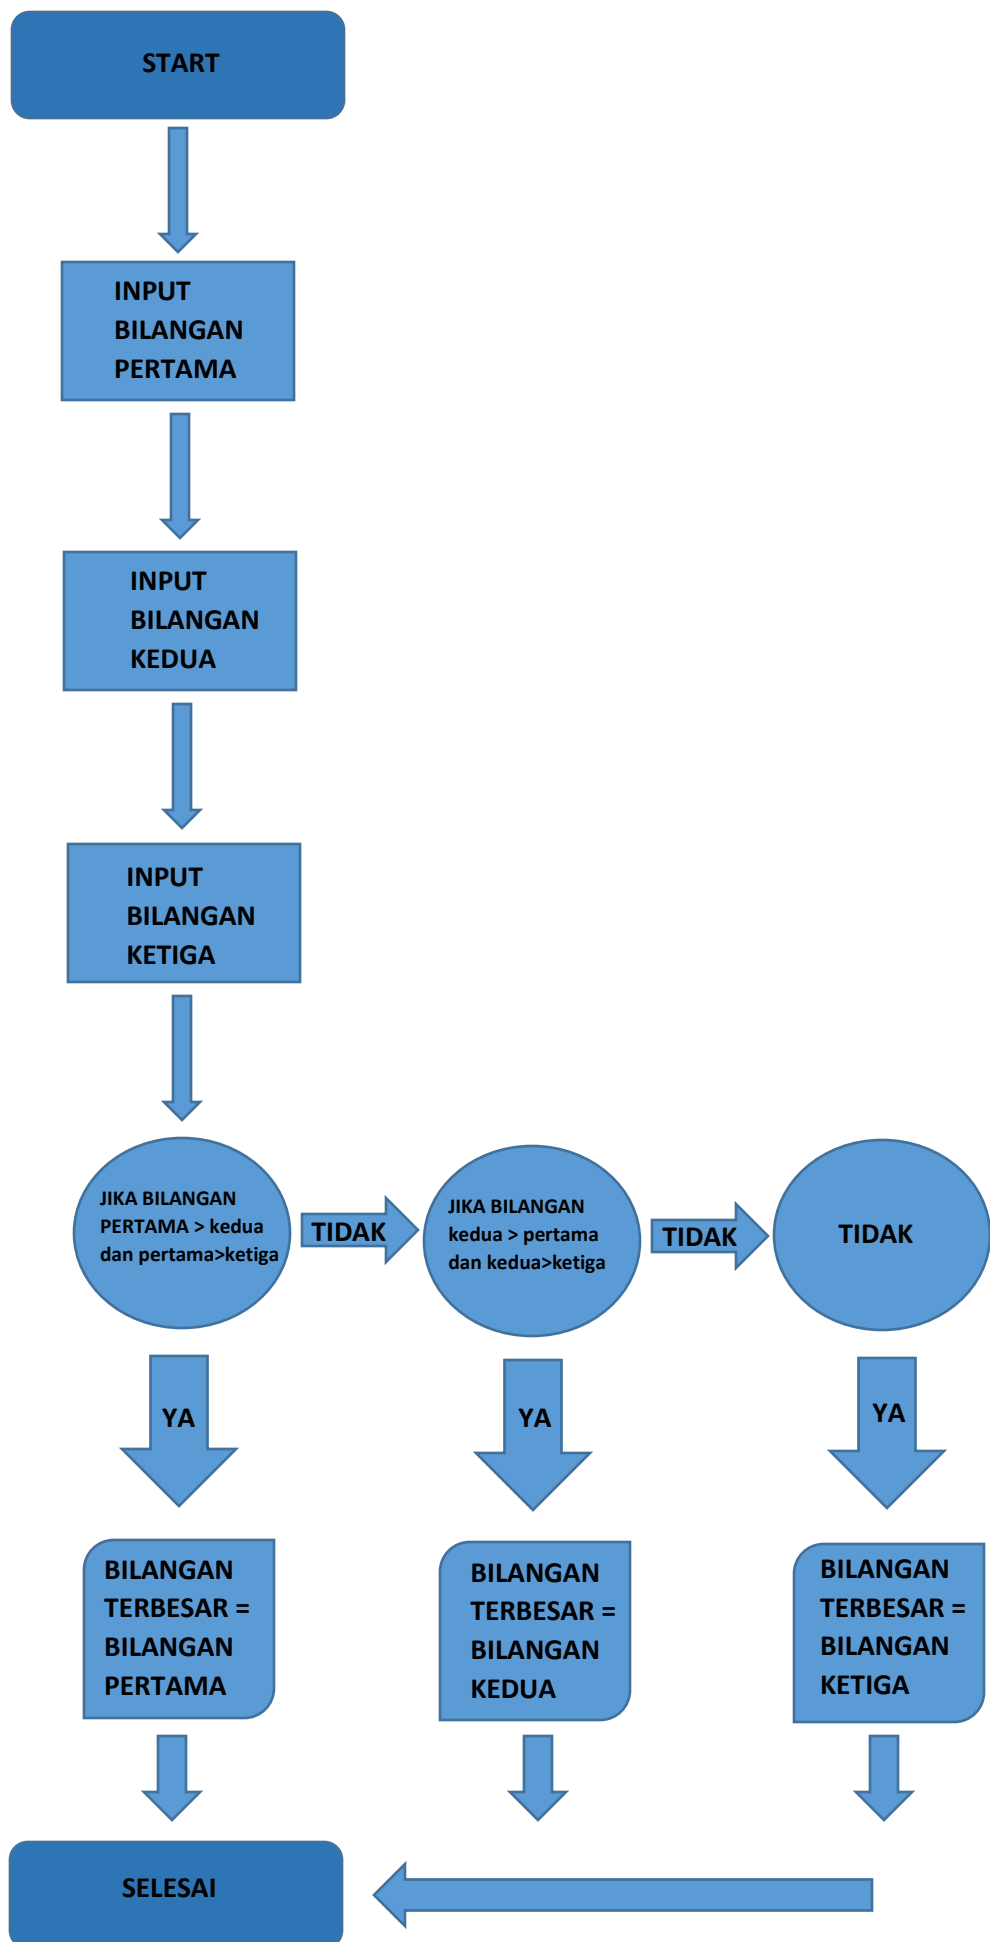 START
INPUT
BILANGAN
PERTAMA
INPUT
BILANGAN
KEDUA
INPUT
BILANGAN
KETIGA
JIKA BILANGAN
PERTAMA > kedua
dan pertama>ketiga
TIDAK
JIKA BILANGAN
kedua > pertama
dan kedua>ketiga
TIDAK
TIDAK
YA
YA
YA
BILANGAN
TERBESAR =
BILANGAN
PERTAMA
BILANGAN
TERBESAR =
BILANGAN
KEDUA
BILANGAN
TERBESAR =
BILANGAN
KETIGA
SELESAI